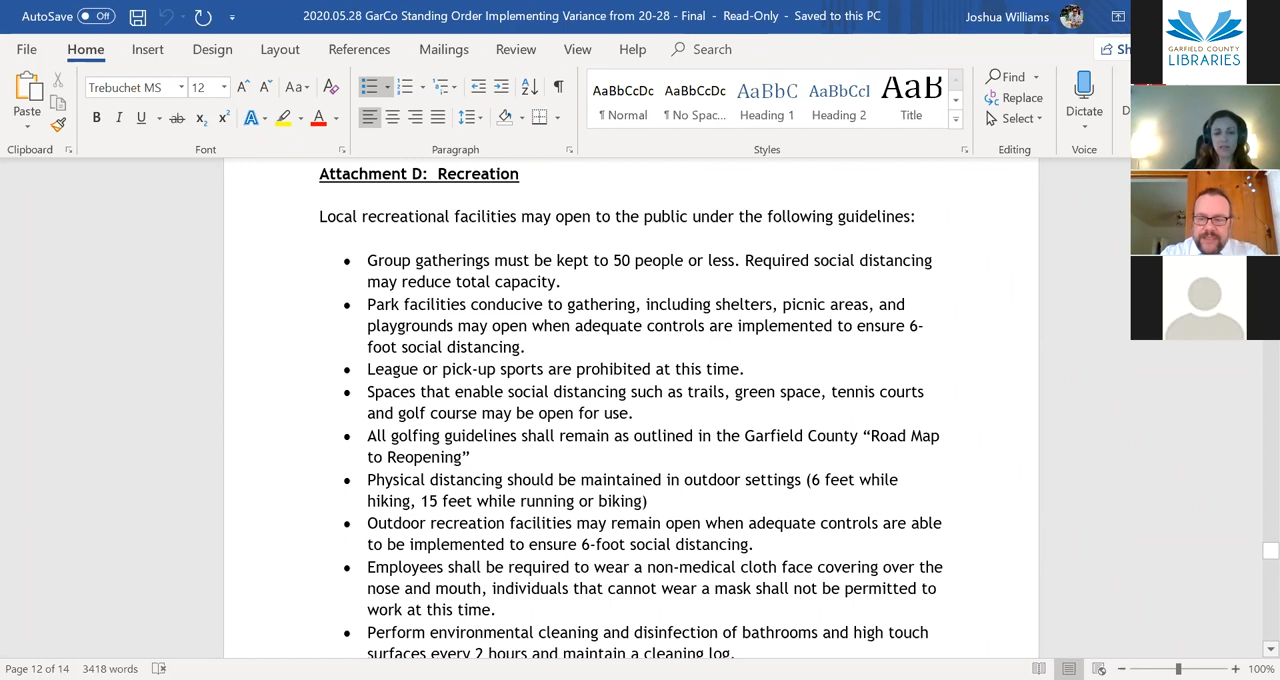 AutoSave Off 2020.05.28 GarCo Standing Order Implementing Variance from 20-28 - Final - Read-Only - Saved to this PC Joshua Williams
File Home Insert Design Layout References Mailings Review View Help Search Sh
GARFIELD COUNTY
LIBRARIES
Paste
Trebuchet MS 12 Aa
B I U ab x₂ x² A A
AaBbCcDc AaBbCcDc AaBbC AaBbCcI AaB
¶ Normal ¶ No Spac... Heading 1 Heading 2 Title
Find
Replace
Select
Dictate
D
Clipboard Font Paragraph Styles Editing Voice
Attachment D: Recreation
Local recreational facilities may open to the public under the following guidelines:
• Group gatherings must be kept to 50 people or less. Required social distancing
may reduce total capacity.
• Park facilities conducive to gathering, including shelters, picnic areas, and
playgrounds may open when adequate controls are implemented to ensure 6-
foot social distancing.
• League or pick-up sports are prohibited at this time.
• Spaces that enable social distancing such as trails, green space, tennis courts
and golf course may be open for use.
• All golfing guidelines shall remain as outlined in the Garfield County “Road Map
to Reopening”
• Physical distancing should be maintained in outdoor settings (6 feet while
hiking, 15 feet while running or biking)
• Outdoor recreation facilities may remain open when adequate controls are able
to be implemented to ensure 6-foot social distancing.
• Employees shall be required to wear a non-medical cloth face covering over the
nose and mouth, individuals that cannot wear a mask shall not be permitted to
work at this time.
• Perform environmental cleaning and disinfection of bathrooms and high touch
surfaces every 2 hours and maintain a cleaning log.
Page 12 of 14 3418 words 100%